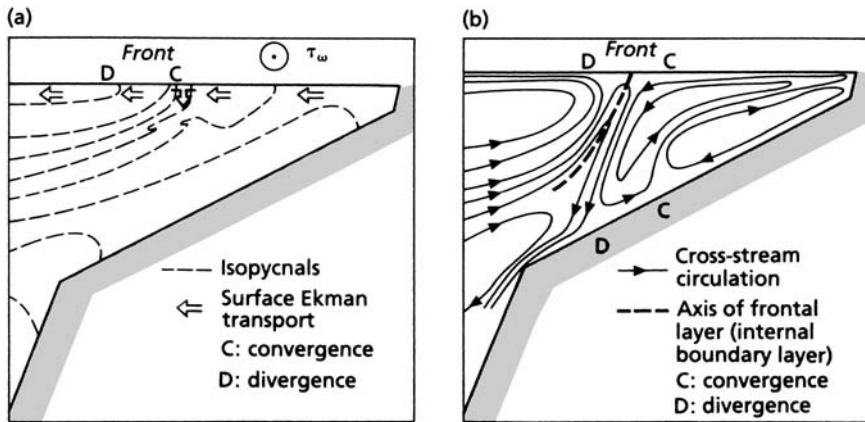 (a)
Front
τω
D
C
Isopycnals
Surface Ekman
transport
C: convergence
D: divergence
(b)
Front
D
C
C
D
Cross-stream
circulation
Axis of frontal
layer (internal
boundary layer)
C: convergence
D: divergence